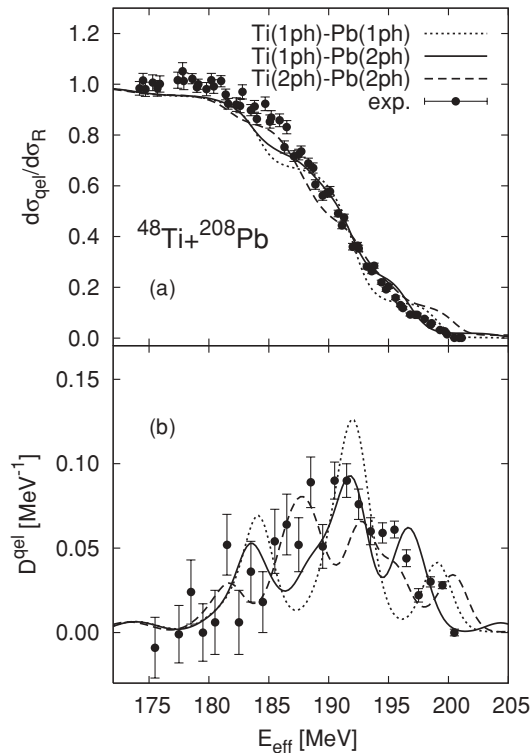 1.2
1.0
0.8
0.6
0.4
0.2
0.0
dσqel/dσR
Ti(1ph)-Pb(1ph)
Ti(1ph)-Pb(2ph)
Ti(2ph)-Pb(2ph)
exp.
⁴⁸Ti+²⁰⁸Pb
(a)
0.15
0.10
0.05
0.00
D^qel [MeV⁻¹]
(b)
175 180 185 190 195 200 205
E_eff [MeV]